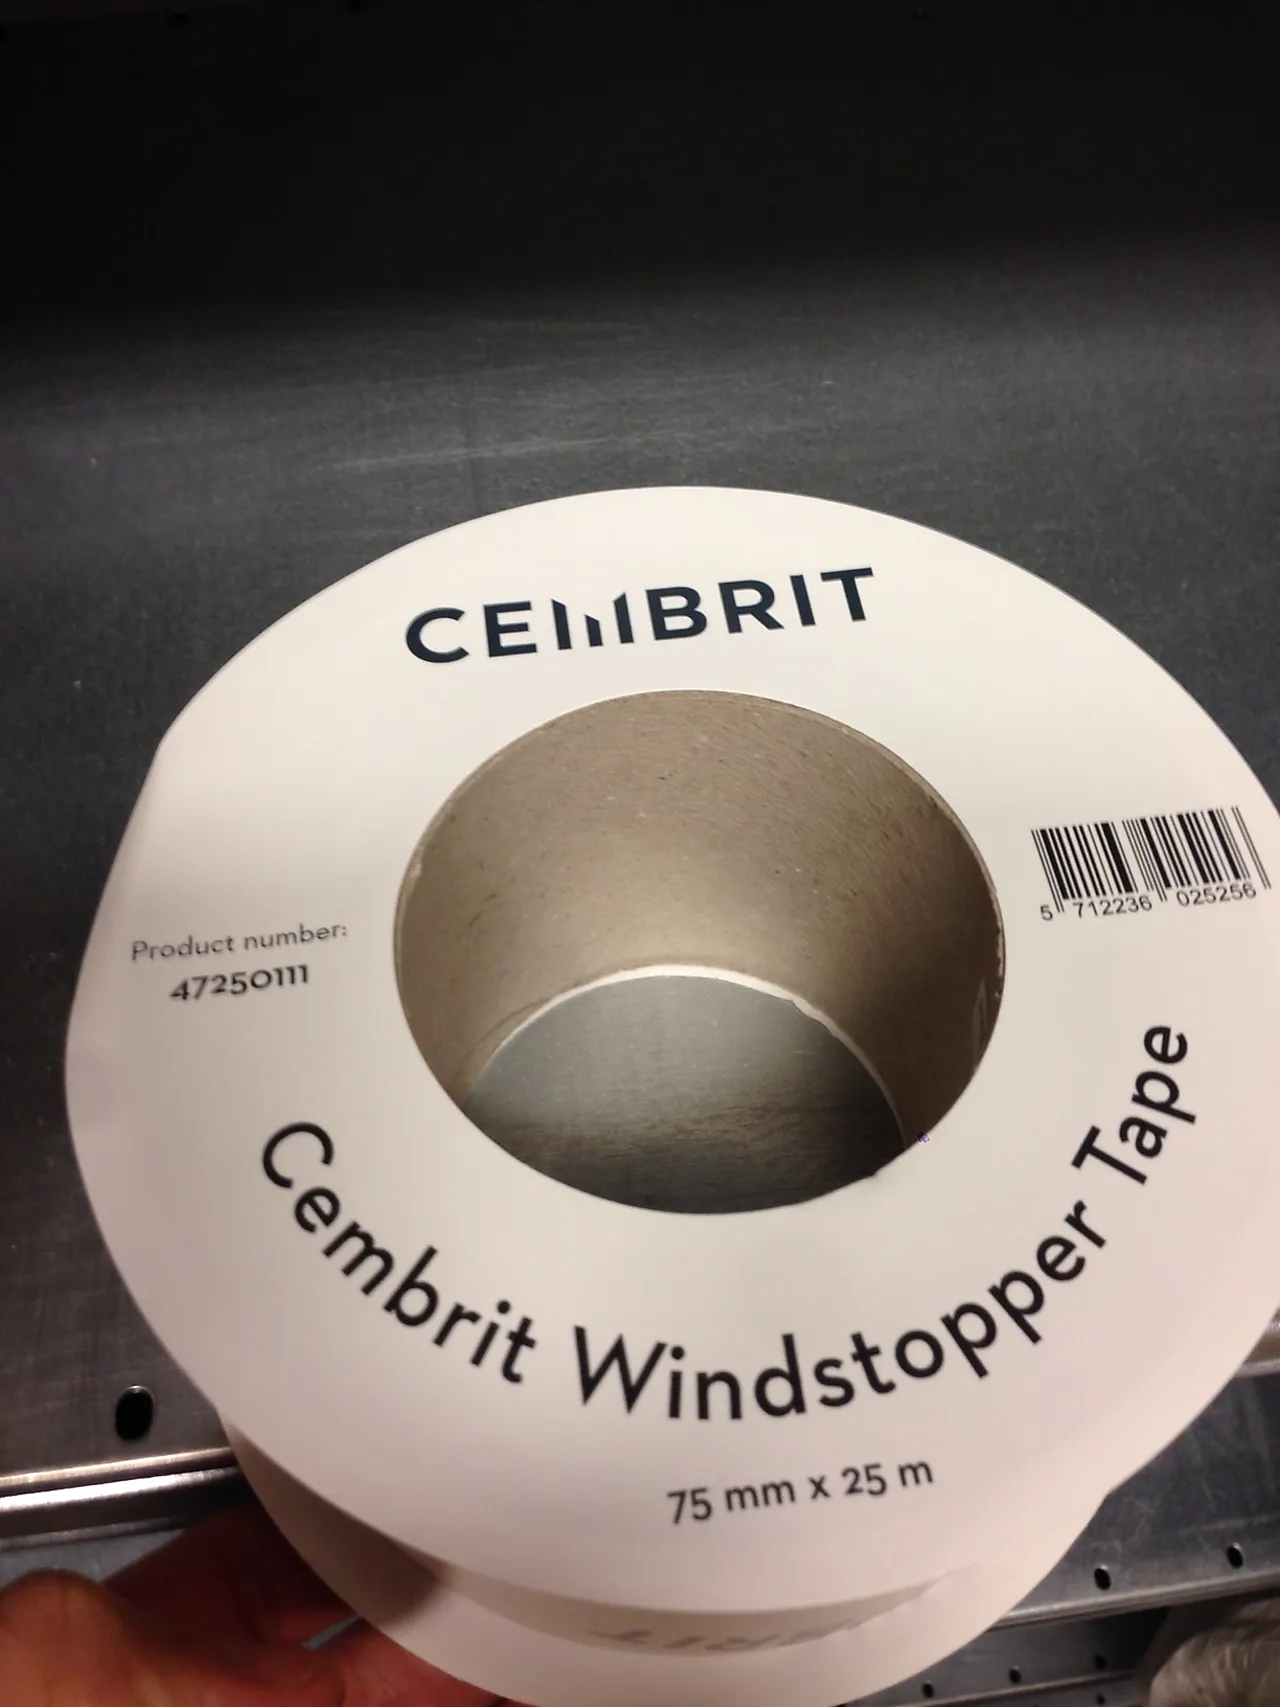 CEMBRIT
Product number:
47250111
5 712236 025256
Cembrit Windstopper Tape
75 mm x 25 m